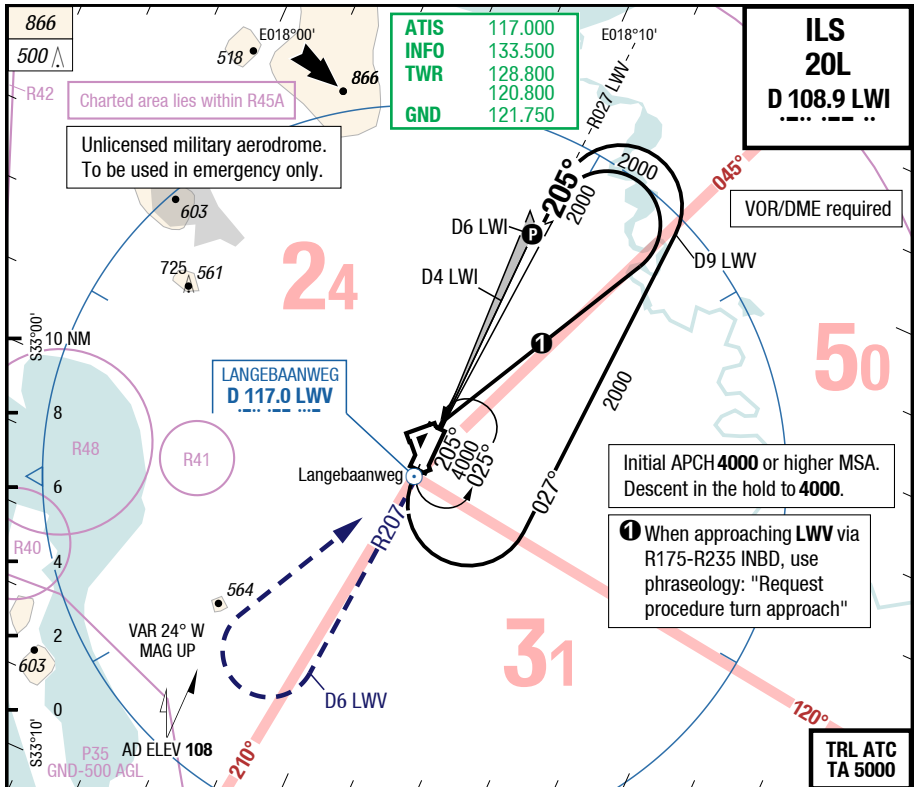 866
500
518
E018°00'
866
ATIS 117.000
INFO 133.500
TWR 128.800
120.800
GND 121.750
E018°10'
R027 LWV
ILS
20L
D 108.9 LWI
R42
Charted area lies within R45A
Unlicensed military aerodrome.
To be used in emergency only.
603
725
561
24
2000
205°
2000
045°
VOR/DME required
D6 LWI
P
D4 LWI
D9 LWV
S33°00'
10 NM
8
6
4
2
0
1
50
LANGEBAANWEG
D 117.0 LWV
R48
R41
R40
2000
205°
4000
025°
Langebaanweg
027°
R207
Initial APCH 4000 or higher MSA.
Descent in the hold to 4000.
1 When approaching LWV via
R175-R235 INBD, use
phraseology: "Request
procedure turn approach"
564
VAR 24° W
MAG UP
603
31
D6 LWV
S33°10'
P35
GND-500 AGL
AD ELEV 108
210°
120°
TRL ATC
TA 5000